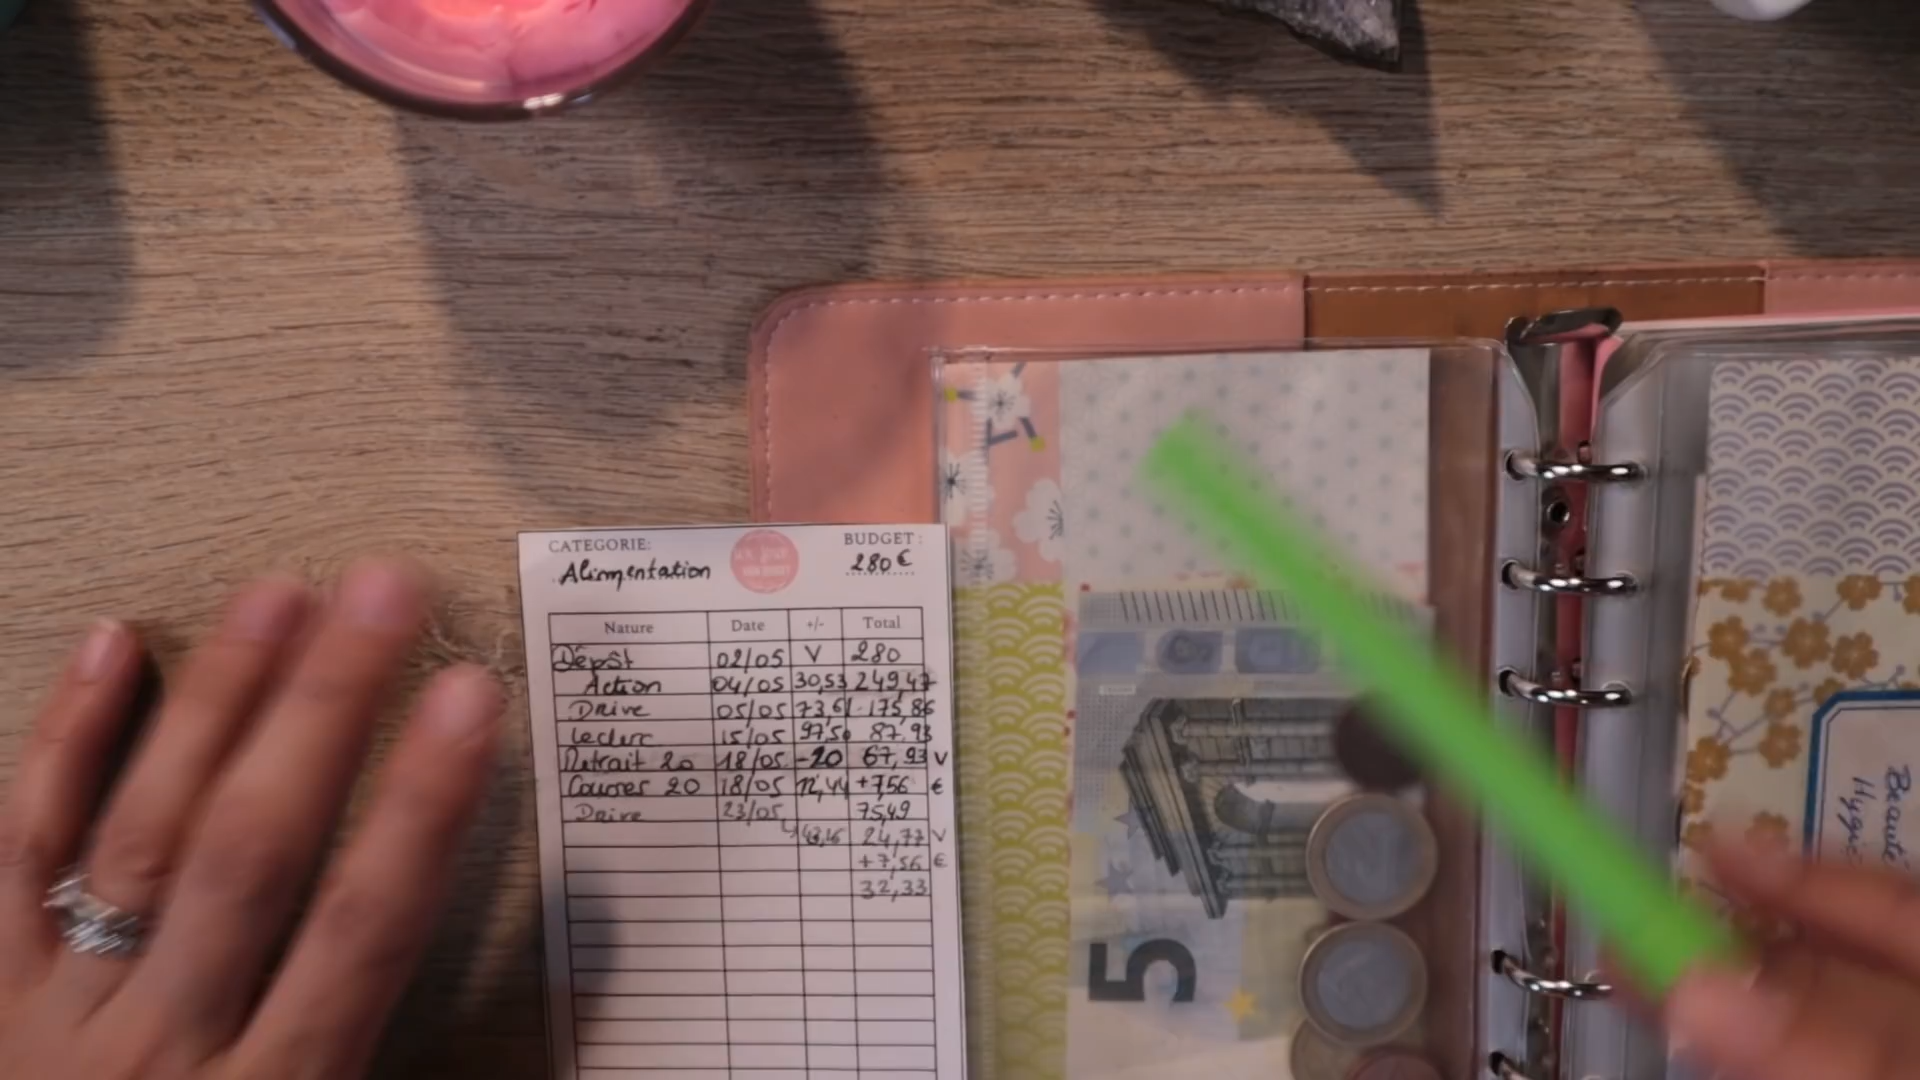 CATEGORIE: BUDGET:
Alimentation 280€
Nature Date +/- Total
Dépôt 02/05 V 280
Action 04/05 30,53 249,47
Drive 05/05 73,61 175,86
Leclerc 15/05 97,50 87,93
Retrait 20 18/05 -20 67,93 V
Courses 20 18/05 12,44 +7,56 €
Drive 23/05 75,49
43,16 24,77 V
+7,56 €
32,33
5
Beauté